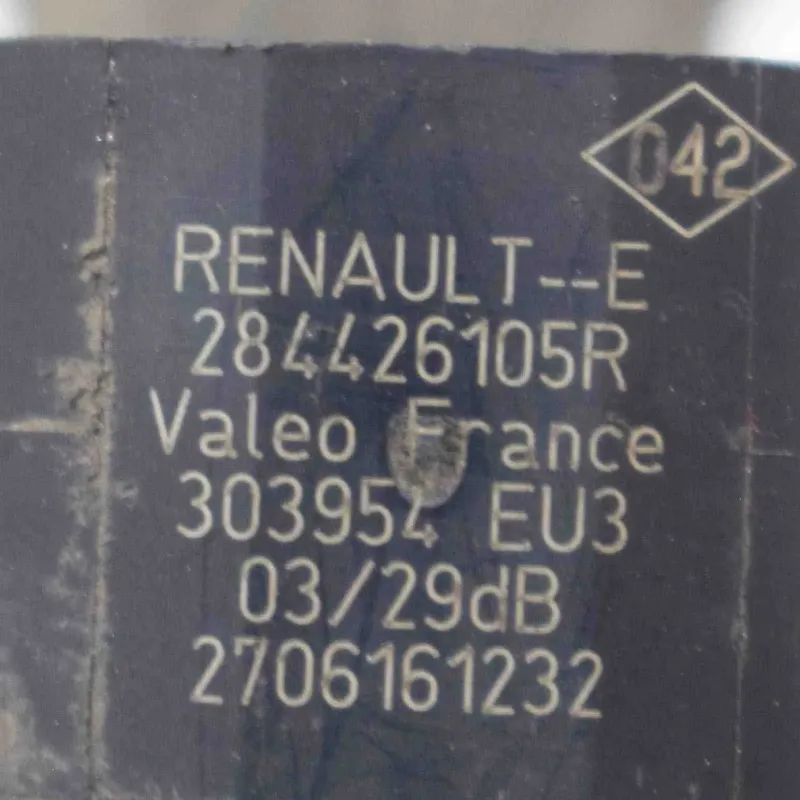 042
RENAULT--E
284426105R
Valeo France
303954 EU3
03/29dB
2706161232